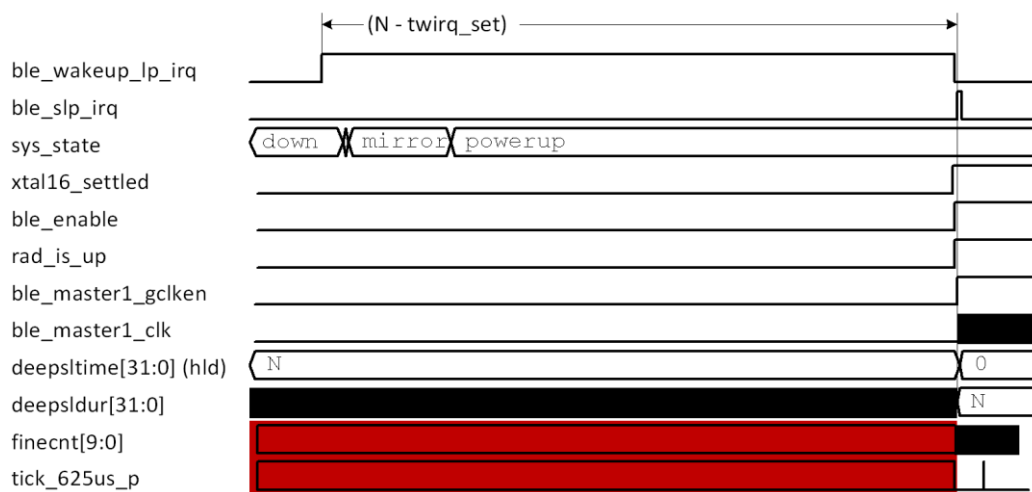 (N - twirq_set)
ble_wakeup_lp_irq
ble_slp_irq
sys_state down mirror powerup
xtal16_settled
ble_enable
rad_is_up
ble_master1_gclken
ble_master1_clk
deepsltime[31:0] (hld) N 0
deepsldur[31:0] N
finecnt[9:0]
tick_625us_p